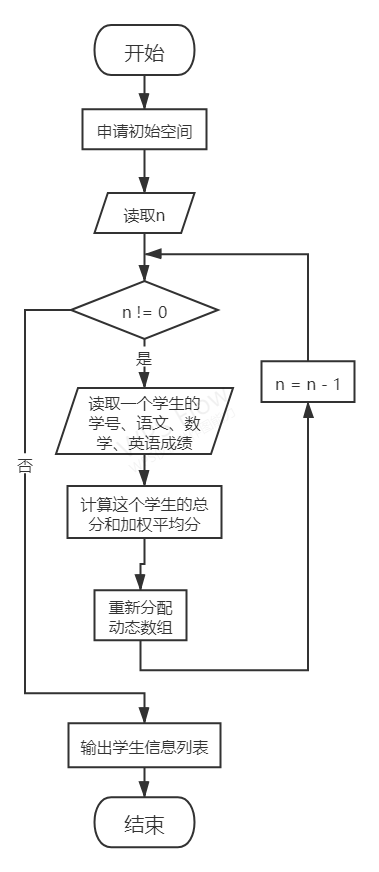 开始
申请初始空间
读取n
n != 0
是
读取一个学生的
学号、语文、数
学、英语成绩
n = n - 1
否
计算这个学生的总
分和加权平均分
重新分配
动态数组
输出学生信息列表
结束